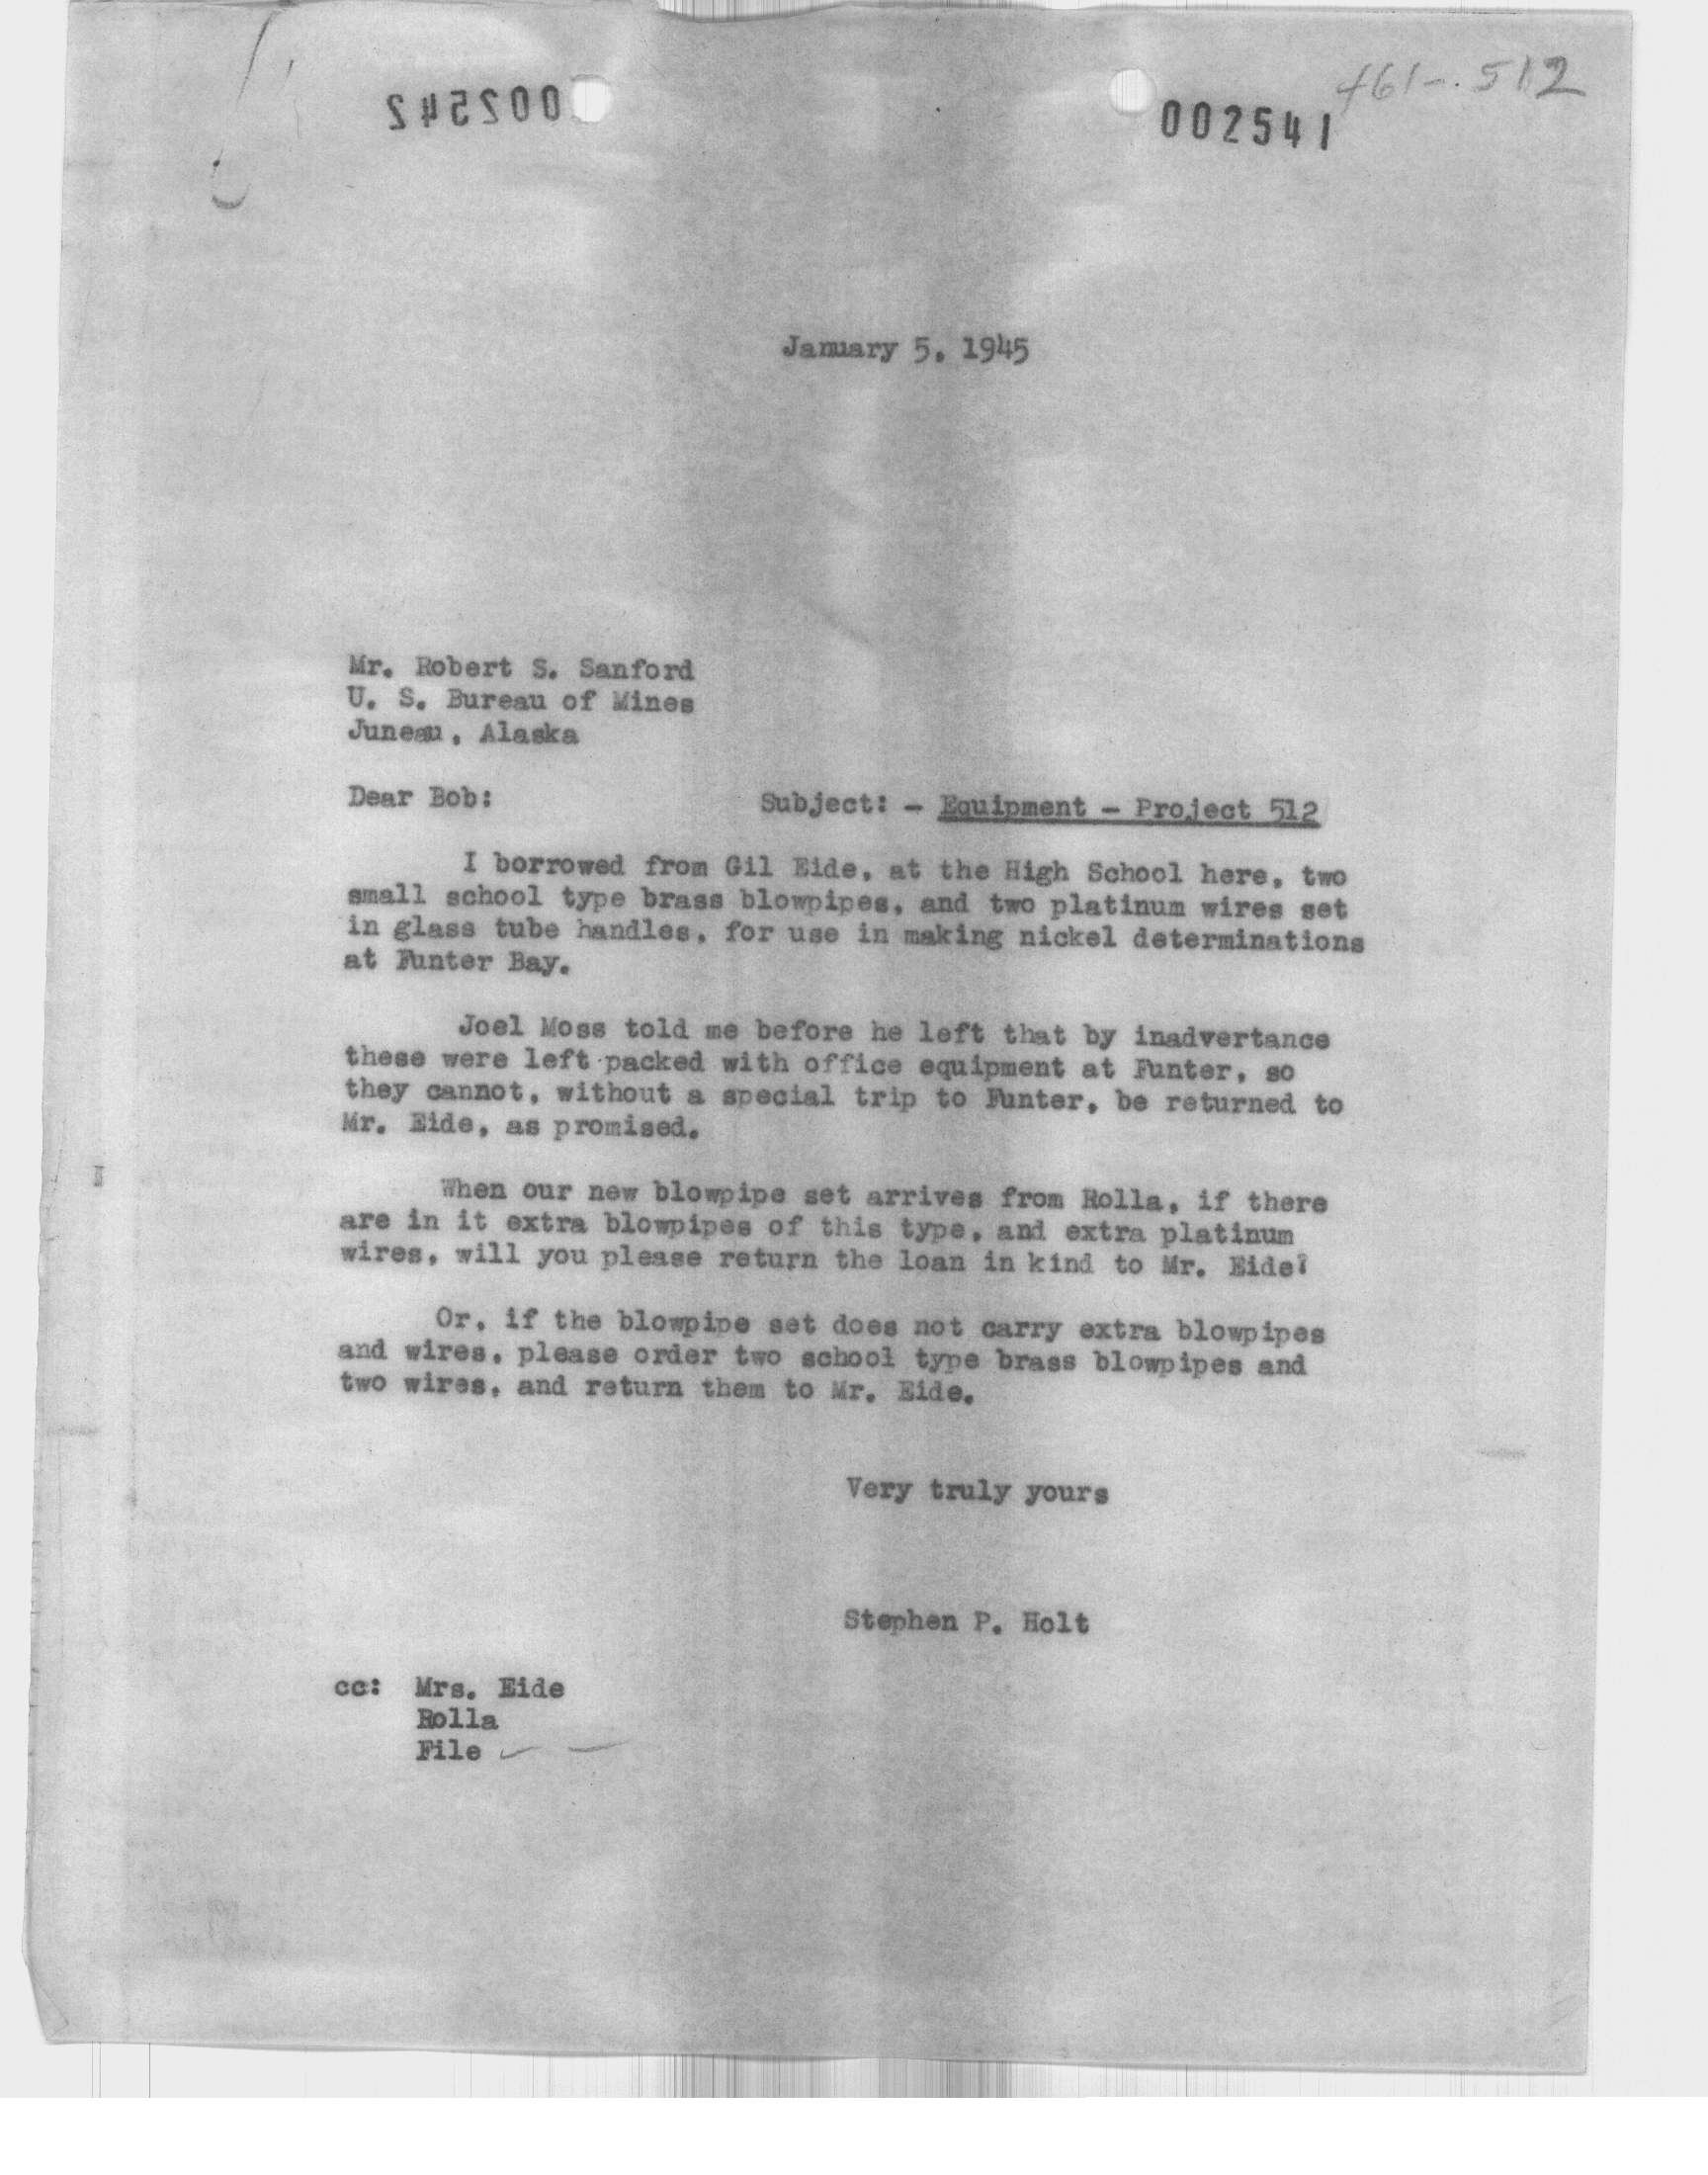 461-.512
002542
002541
January 5, 1945
Mr. Robert S. Sanford
U. S. Bureau of Mines
Juneau, Alaska
Dear Bob: Subject: - Equipment - Project 512
I borrowed from Gil Eide, at the High School here, two
small school type brass blowpipes, and two platinum wires set
in glass tube handles, for use in making nickel determinations
at Funter Bay.
Joel Moss told me before he left that by inadvertance
these were left packed with office equipment at Funter, so
they cannot, without a special trip to Funter, be returned to
Mr. Eide, as promised.
When our new blowpipe set arrives from Rolla, if there
are in it extra blowpipes of this type, and extra platinum
wires, will you please return the loan in kind to Mr. Eide?
Or, if the blowpipe set does not carry extra blowpipes
and wires, please order two school type brass blowpipes and
two wires, and return them to Mr. Eide.
Very truly yours
Stephen P. Holt
cc: Mrs. Eide
Rolla
File